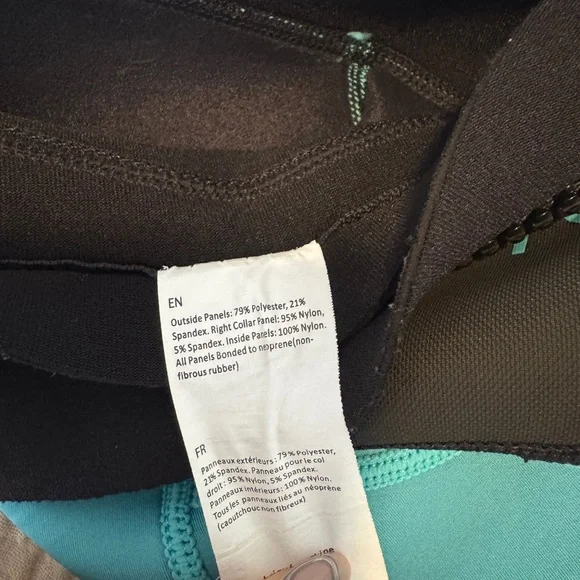 EN
Outside Panels: 79% Polyester, 21%
Spandex. Right Collar Panel: 95% Nylon,
5% Spandex. Inside Panels: 100% Nylon.
All Panels Bonded to neoprene(non-
fibrous rubber)
FR
Panneaux extérieurs : 79 % Polyester,
21% Spandex. Panneau pour le col
droit : 95% Nylon, 5% Spandex.
Panneaux intérieurs : 100% Nylon.
Tous les panneaux liés au néoprène
(caoutchouc non fibreux)